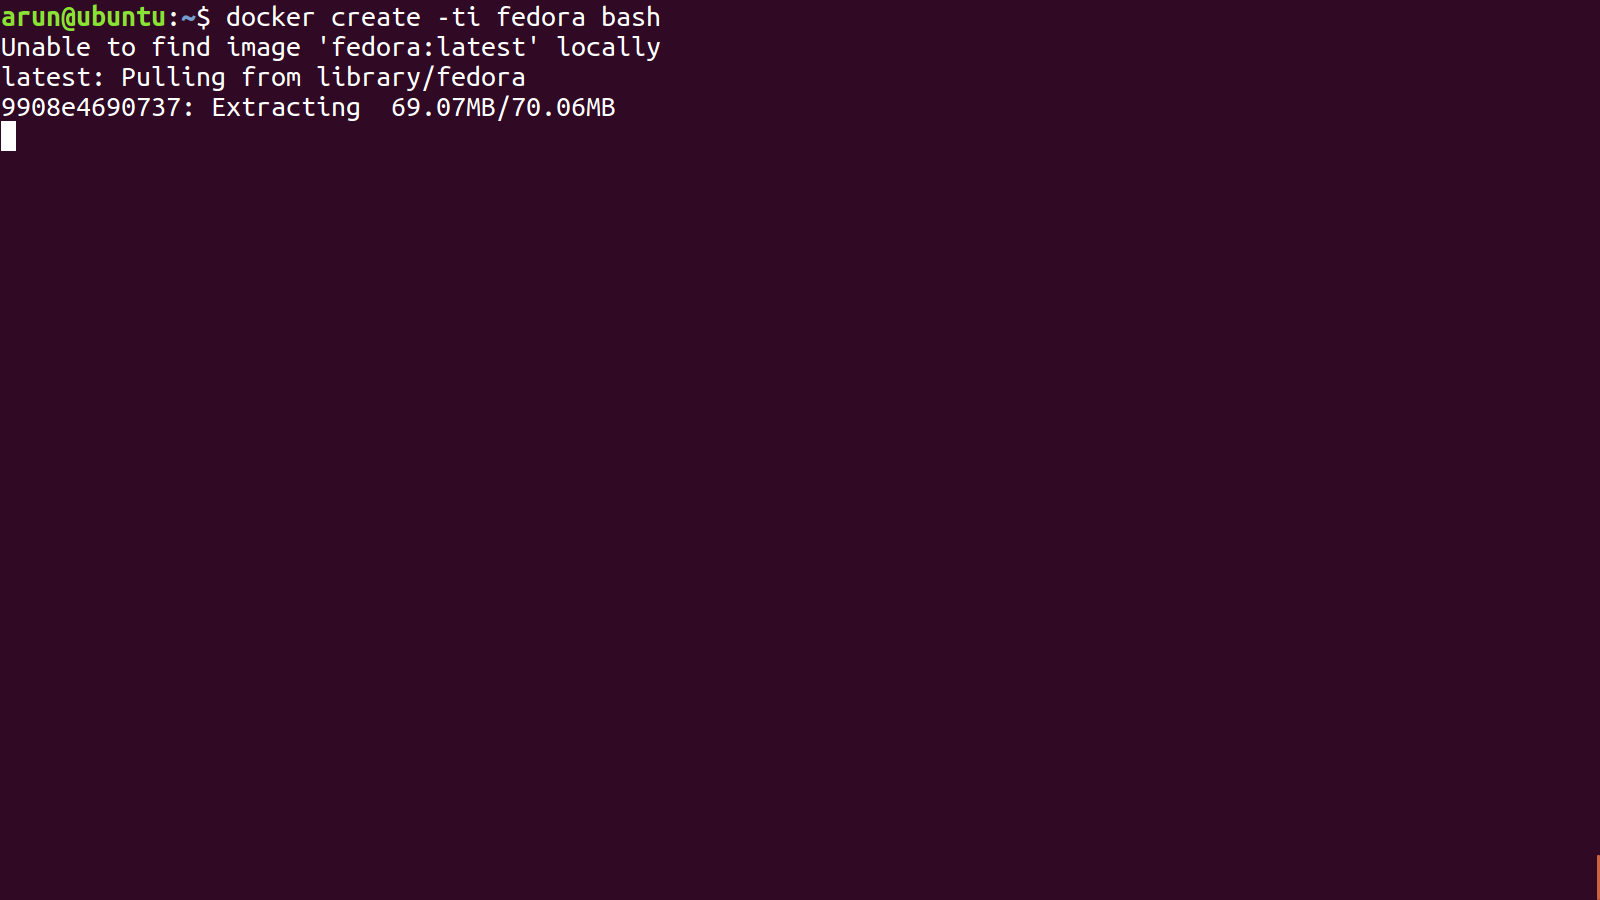 arun@ubuntu:~$ docker create -ti fedora bash
Unable to find image 'fedora:latest' locally
latest: Pulling from library/fedora
9908e4690737: Extracting  69.07MB/70.06MB